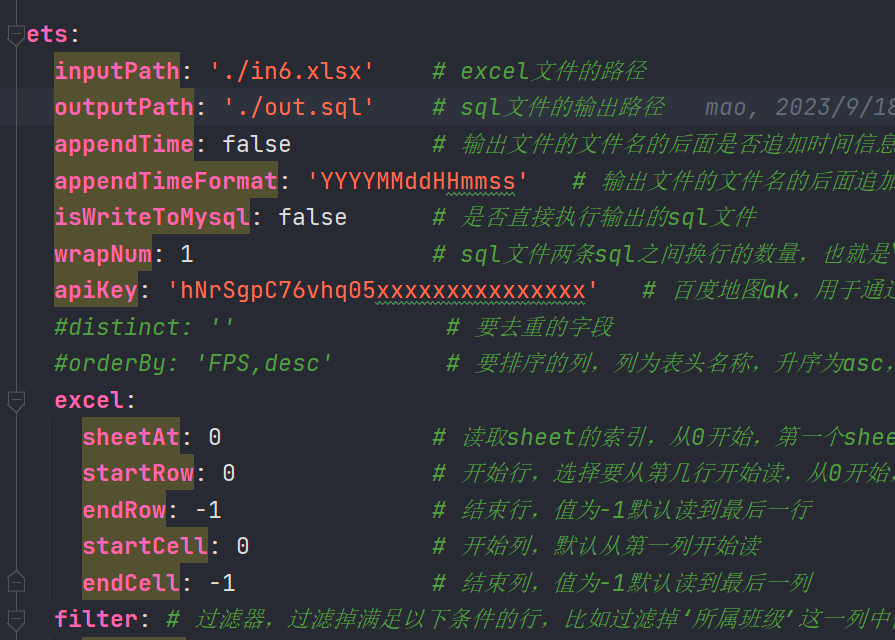 ets:
inputPath: './in6.xlsx' # excel文件的路径
outputPath: './out.sql' # sql文件的输出路径 mao, 2023/9/18
appendTime: false # 输出文件的文件名的后面是否追加时间信息
appendTimeFormat: 'YYYYMMddHHmmss' # 输出文件的文件名的后面追加
isWriteToMysql: false # 是否直接执行输出的sql文件
wrapNum: 1 # sql文件两条sql之间换行的数量，也就是
apiKey: 'hNrSgpC76vhq05xxxxxxxxxxxxxxx' # 百度地图ak，用于通过
#distinct: '' # 要去重的字段
#orderBy: 'FPS,desc' # 要排序的列，列为表头名称，升序为asc，
excel:
sheetAt: 0 # 读取sheet的索引，从0开始，第一个shee
startRow: 0 # 开始行，选择要从第几行开始读，从0开始，
endRow: -1 # 结束行，值为-1默认读到最后一行
startCell: 0 # 开始列，默认从第一列开始读
endCell: -1 # 结束列，值为-1默认读到最后一列
filter: # 过滤器，过滤掉满足以下条件的行，比如过滤掉‘所属班级’这一列中